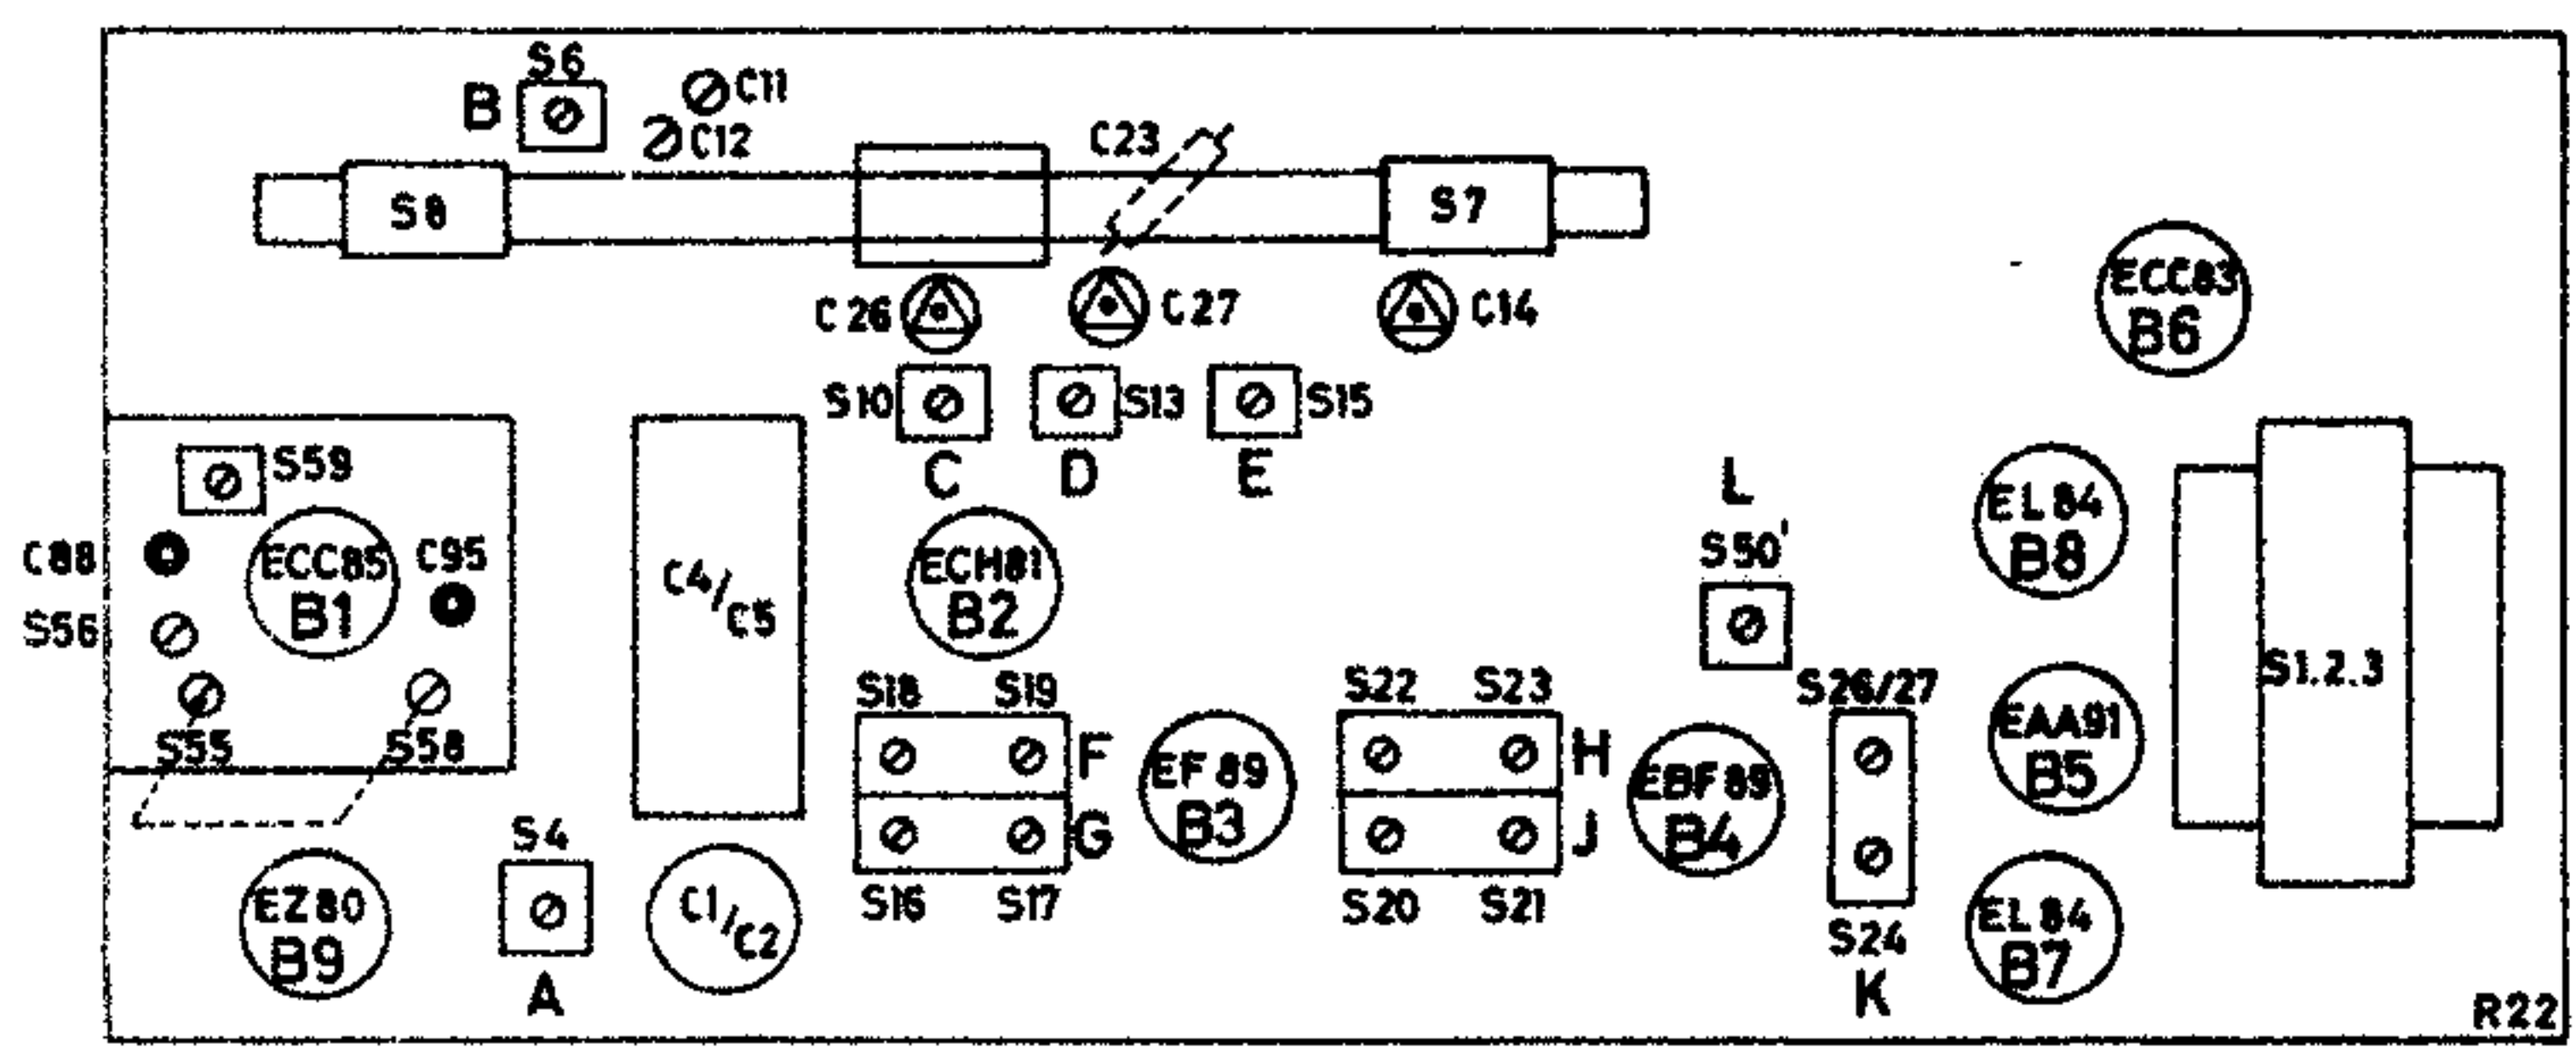 S6
B
C11
C12
C23
S8
S7
C26
C27
C14
ECC83
B6
S10
S13
S15
C
D
E
S59
C88
ECC85
B1
C95
S56
S55
S58
C4/C5
ECH81
B2
L
S50'
EL84
B8
S1.2.3
S18
S19
F
G
S16
S17
EF89
B3
S22
S23
H
J
S20
S21
EBF89
B4
S26/27
S24
K
EAA91
B5
EL84
B7
EZ80
B9
S4
A
C1/C2
R22